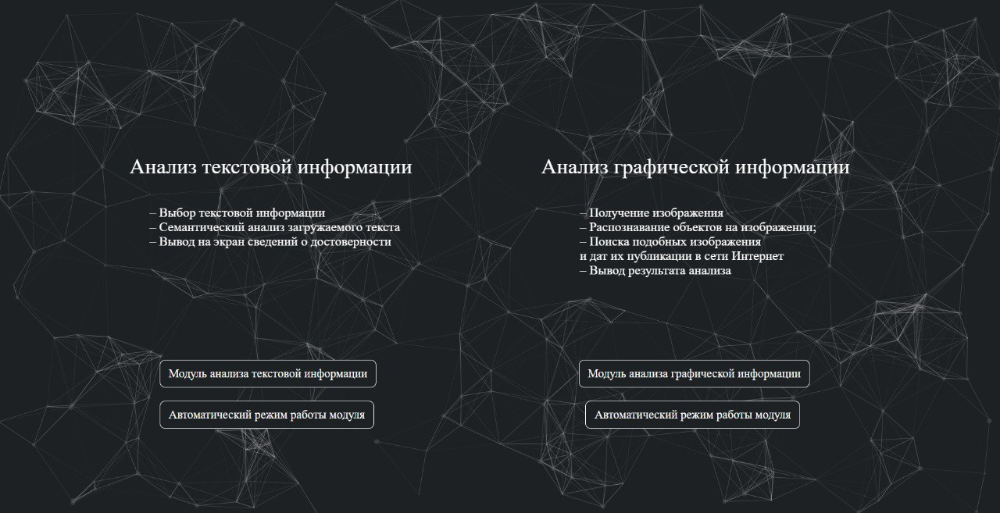 Анализ текстовой информации
– Выбор текстовой информации
– Семантический анализ загружаемого текста
– Вывод на экран сведений о достоверности
Модуль анализа текстовой информации
Автоматический режим работы модуля
Анализ графической информации
– Получение изображения
– Распознавание объектов на изображении;
– Поиска подобных изображения
и дат их публикации в сети Интернет
– Вывод результата анализа
Модуль анализа графической информации
Автоматический режим работы модуля